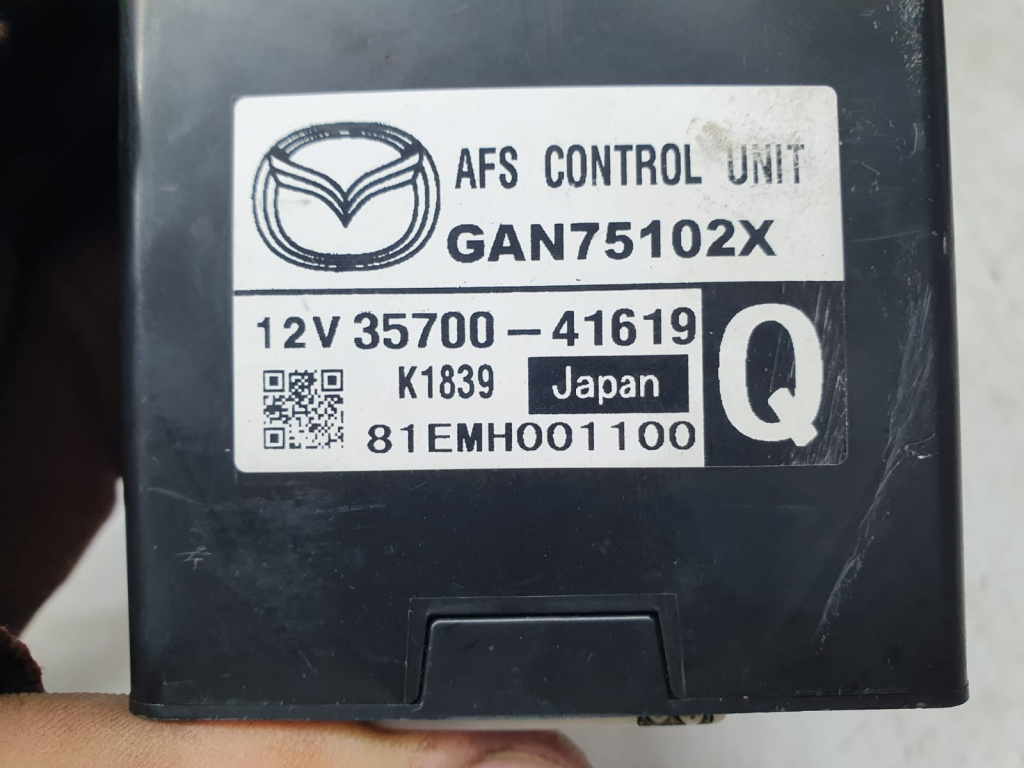 AFS CONTROL UNIT
GAN75102X
12V 35700-41619
K1839 Japan
81EMH001100
Q